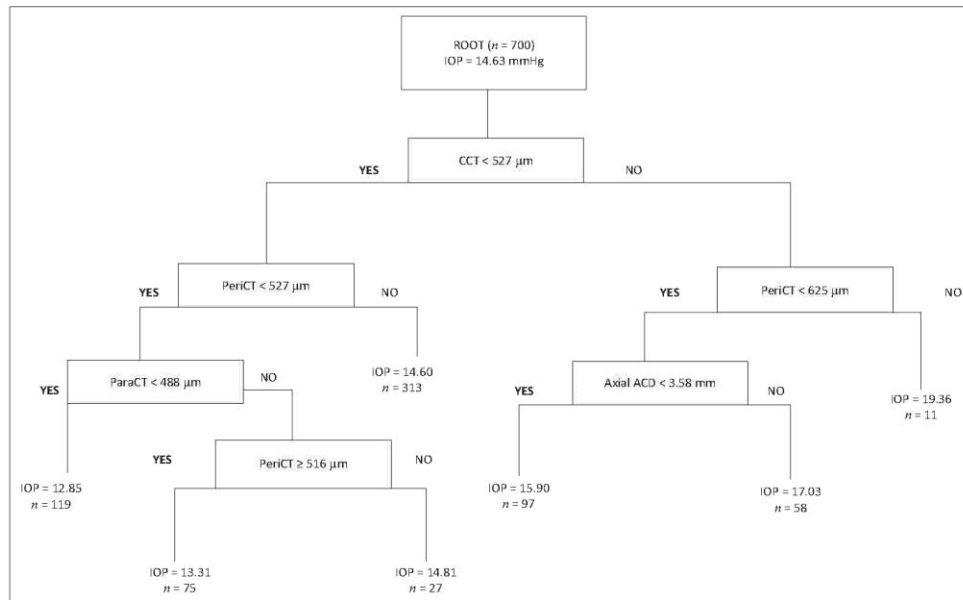 ROOT (n = 700)
IOP = 14.63 mmHg
CCT < 527 μm
YES
NO
PeriCT < 527 μm
YES
NO
PeriCT < 625 μm
YES
NO
ParaCT < 488 μm
YES
NO
IOP = 14.60
n = 313
Axial ACD < 3.58 mm
YES
NO
IOP = 19.36
n = 11
PeriCT ≥ 516 μm
YES
NO
IOP = 12.85
n = 119
IOP = 15.90
n = 97
IOP = 17.03
n = 58
IOP = 13.31
n = 75
IOP = 14.81
n = 27